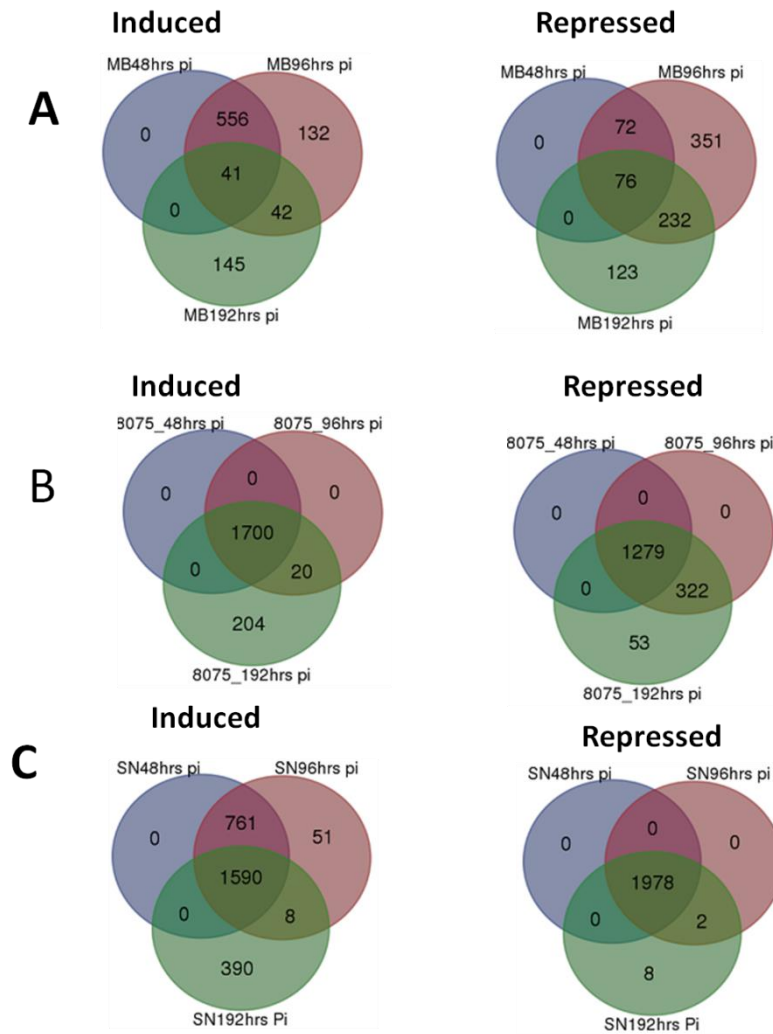 Induced Repressed
A
MB48hrs pi MB96hrs pi
0 556 132
41
0 42
145
MB192hrs pi
MB48hrs pi MB96hrs pi
0 72 351
76
0 232
123
MB192hrs pi
Induced Repressed
B
8075_48hrs pi 8075_96hrs pi
0 0 0
1700
0 20
204
8075_192hrs pi
8075_48hrs pi 8075_96hrs pi
0 0 0
1279
0 322
53
8075_192hrs pi
Induced Repressed
C
SN48hrs pi SN96hrs pi
0 761 51
1590
0 8
390
SN192hrs Pi
SN48hrs pi SN96hrs pi
0 0 0
1978
0 2
8
SN192hrs Pi